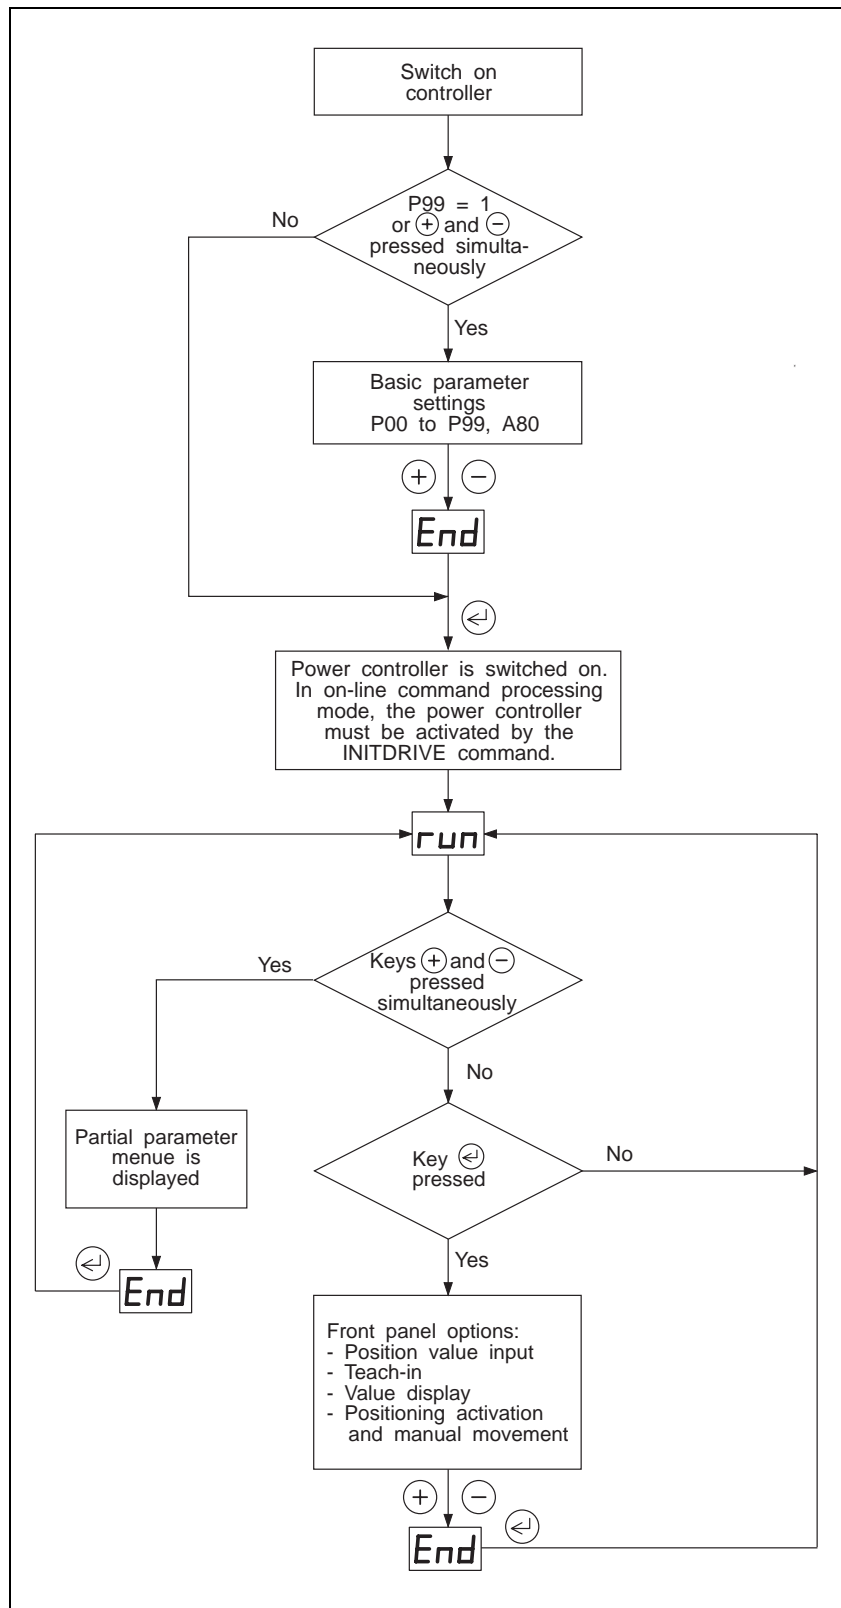 Switch on
controller
P99 = 1
or + and −
pressed simulta-
neously
No
Yes
Basic parameter
settings
P00 to P99, A80
+ −
End
↵
Power controller is switched on.
In on-line command processing
mode, the power controller
must be activated by the
INITDRIVE command.
run
Keys + and −
pressed
simultaneously
Yes
No
Partial parameter
menue is
displayed
↵
End
Key ↵
pressed
No
Yes
Front panel options:
- Position value input
- Teach-in
- Value display
- Positioning activation
and manual movement
+ −
↵
End